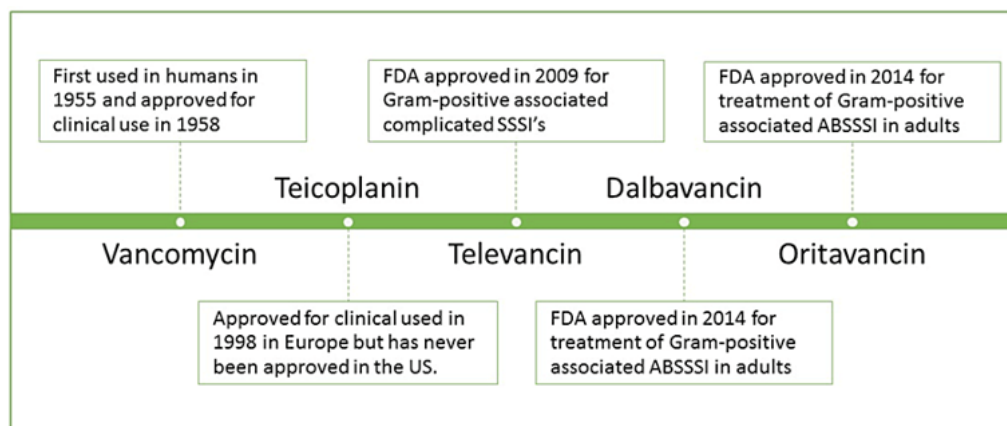 First used in humans in
1955 and approved for
clinical use in 1958
FDA approved in 2009 for
Gram-positive associated
complicated SSSI's
FDA approved in 2014 for
treatment of Gram-positive
associated ABSSSI in adults
Teicoplanin
Dalbavancin
Vancomycin
Televancin
Oritavancin
Approved for clinical used in
1998 in Europe but has never
been approved in the US.
FDA approved in 2014 for
treatment of Gram-positive
associated ABSSSI in adults